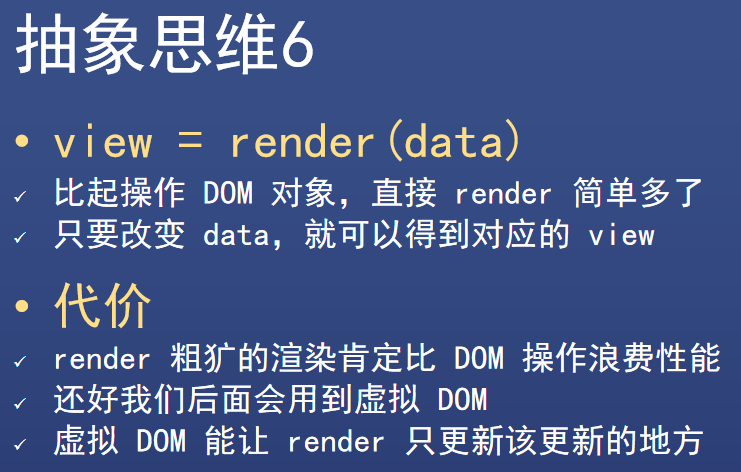 抽象思维6
• view = render(data)
✓ 比起操作 DOM 对象，直接 render 简单多了
✓ 只要改变 data，就可以得到对应的 view
• 代价
✓ render 粗犷的渲染肯定比 DOM 操作浪费性能
✓ 还好我们后面会用到虚拟 DOM
✓ 虚拟 DOM 能让 render 只更新该更新的地方